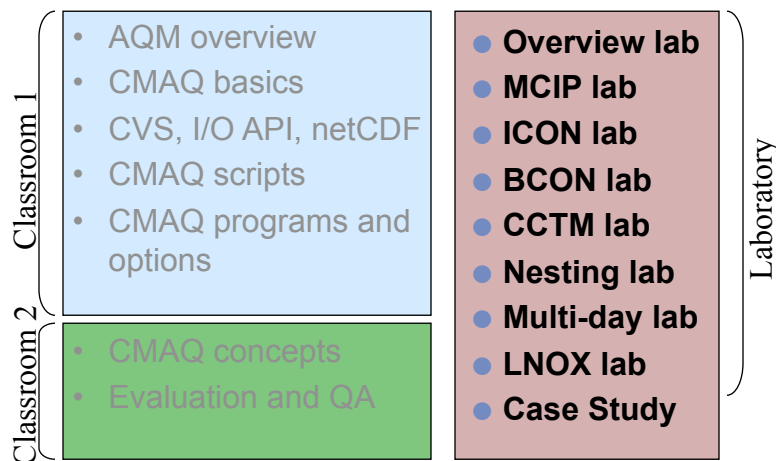 Classroom 1
• AQM overview
• CMAQ basics
• CVS, I/O API, netCDF
• CMAQ scripts
• CMAQ programs and
options
Classroom 2
• CMAQ concepts
• Evaluation and QA
● Overview lab
● MCIP lab
● ICON lab
● BCON lab
● CCTM lab
● Nesting lab
● Multi-day lab
● LNOX lab
● Case Study
Laboratory